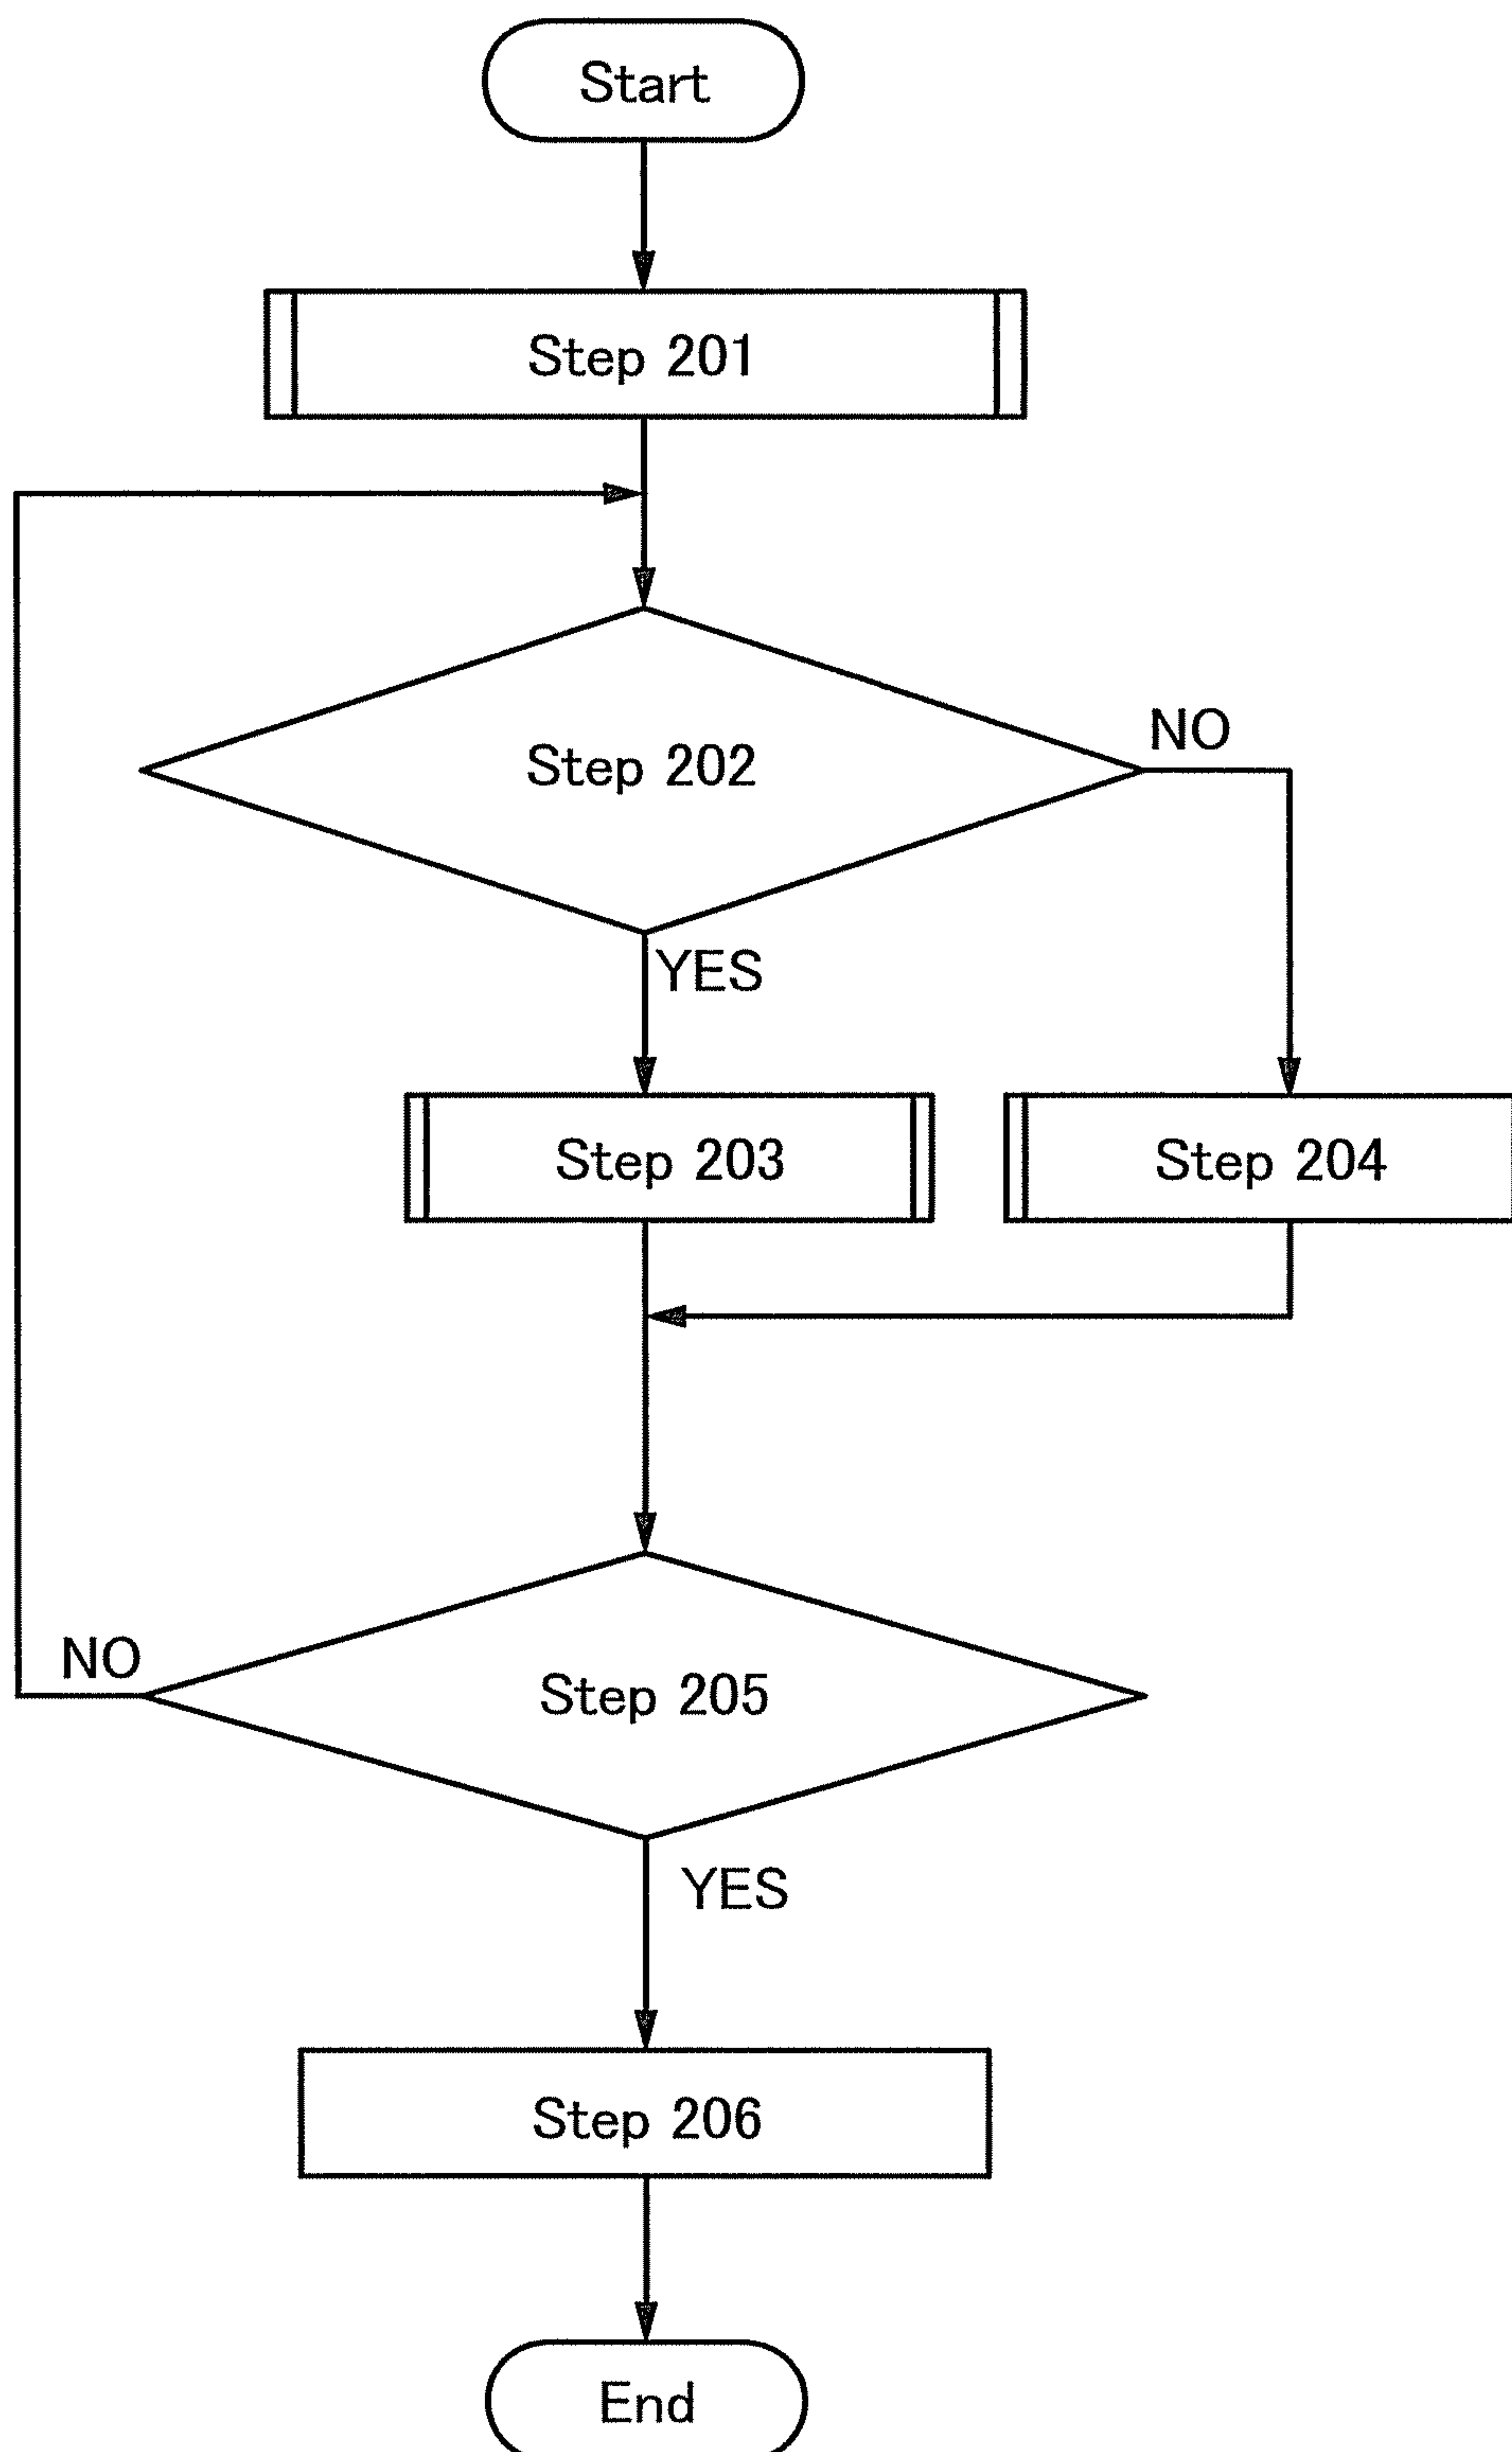 Start
Step 201
Step 202
NO
YES
Step 203
Step 204
NO
Step 205
YES
Step 206
End